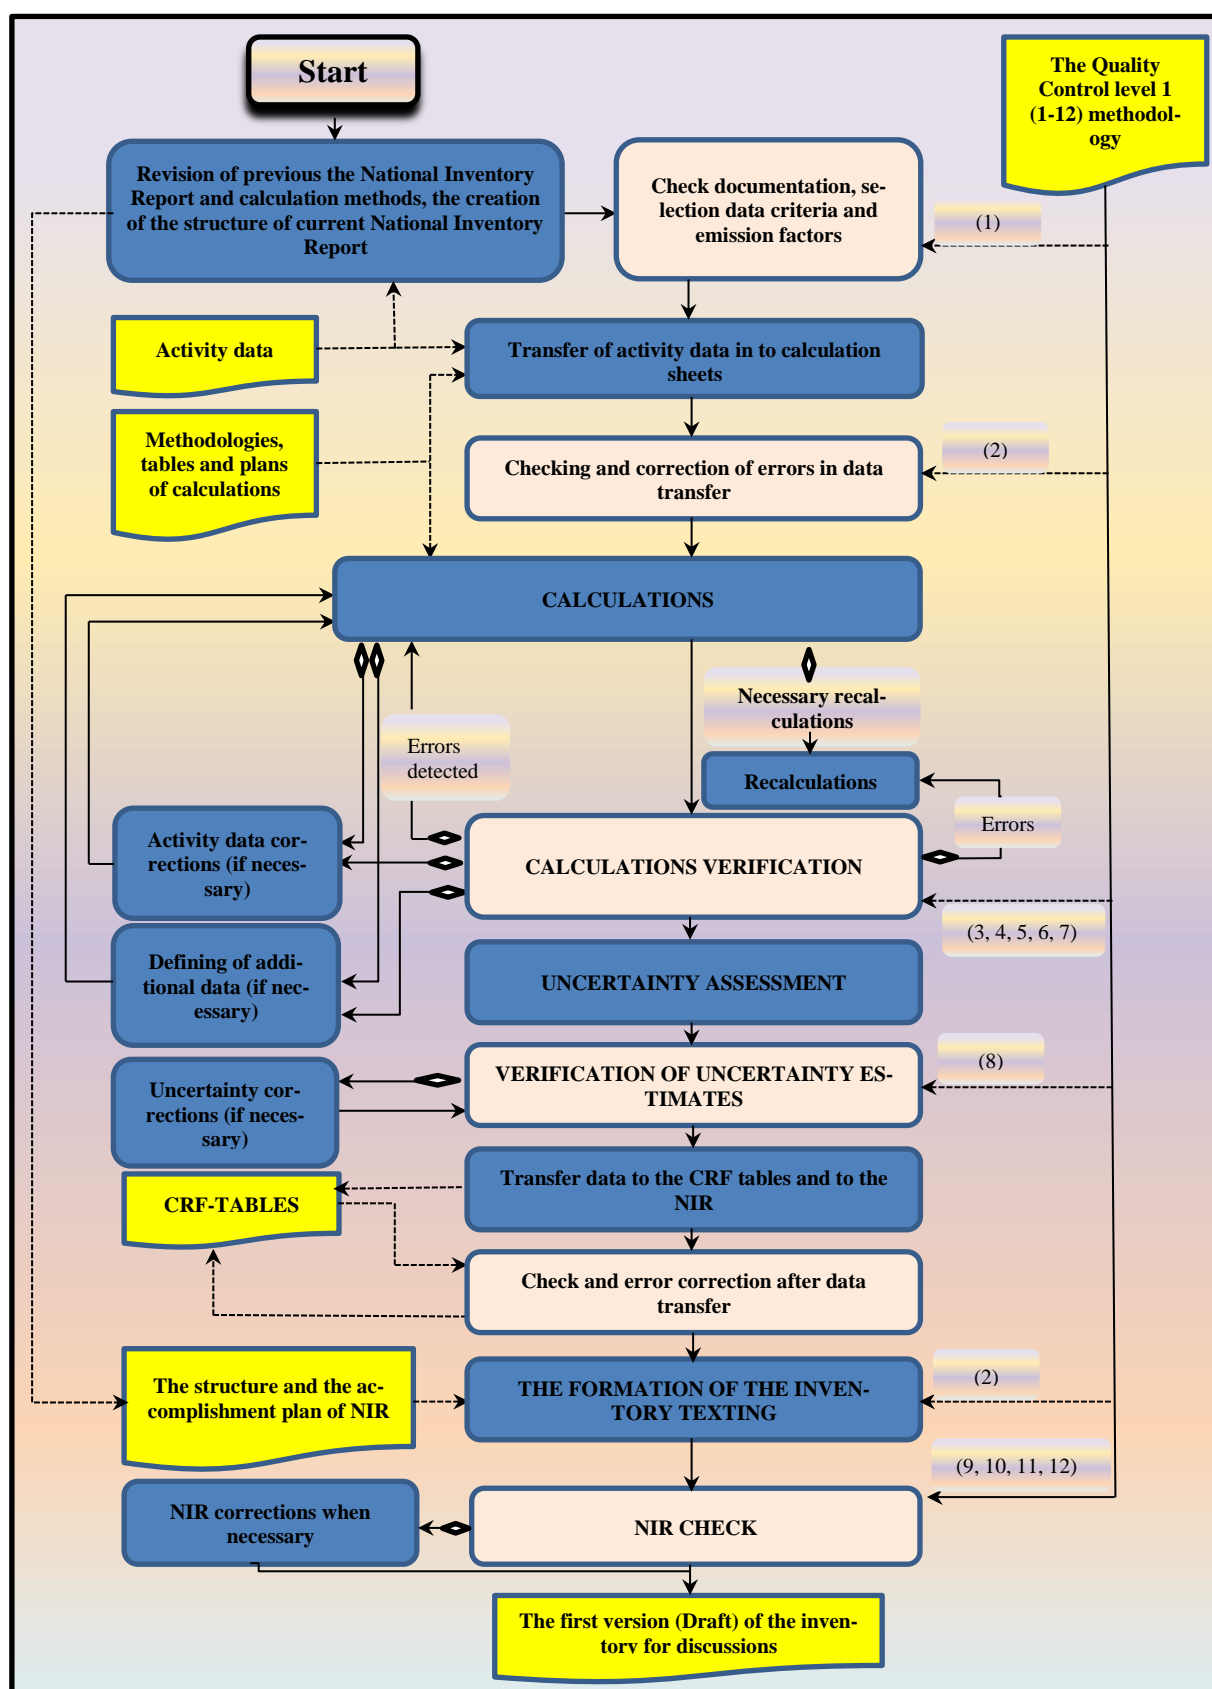 Start
The Quality
Control level 1
(1-12) methodol-
ogy
Revision of previous the National Inventory
Report and calculation methods, the creation
of the structure of current National Inventory
Report
Check documentation, se-
lection data criteria and
emission factors
(1)
Activity data
Transfer of activity data in to calculation
sheets
Methodologies,
tables and plans
of calculations
Checking and correction of errors in data
transfer
(2)
CALCULATIONS
Necessary recal-
culations
Errors
detected
Recalculations
Errors
Activity data cor-
rections (if neces-
sary)
CALCULATIONS VERIFICATION
(3, 4, 5, 6, 7)
Defining of addi-
tional data (if nec-
essary)
UNCERTAINTY ASSESSMENT
(8)
Uncertainty cor-
rections (if neces-
sary)
VERIFICATION OF UNCERTAINTY ES-
TIMATES
Transfer data to the CRF tables and to the
NIR
CRF-TABLES
Check and error correction after data
transfer
The structure and the ac-
complishment plan of NIR
THE FORMATION OF THE INVEN-
TORY TEXTING
(2)
(9, 10, 11, 12)
NIR corrections when
necessary
NIR CHECK
The first version (Draft) of the inven-
tory for discussions